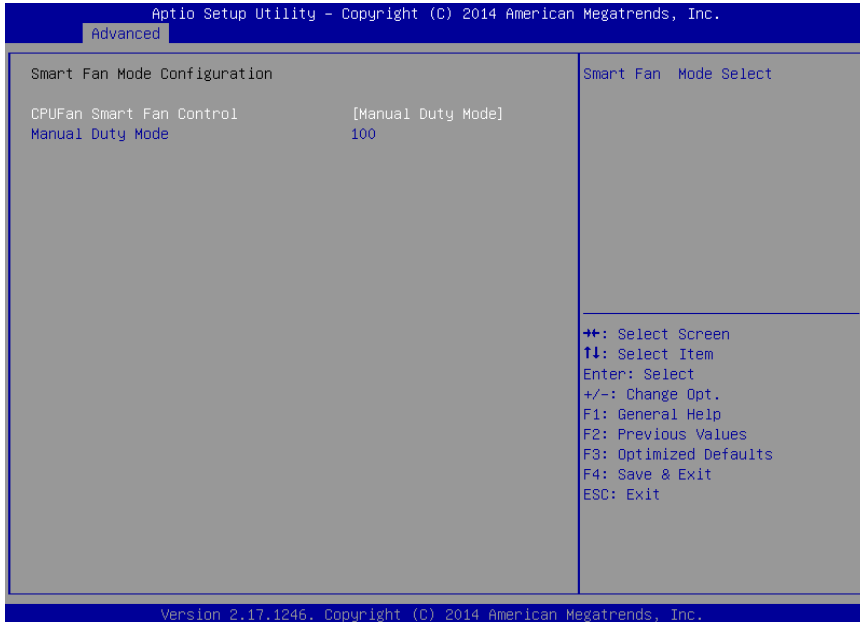 Aptio Setup Utility – Copyright (C) 2014 American Megatrends, Inc.
Advanced
Smart Fan Mode Configuration
CPUFan Smart Fan Control [Manual Duty Mode]
Manual Duty Mode 100
Smart Fan Mode Select
→←: Select Screen
↑↓: Select Item
Enter: Select
+/-: Change Opt.
F1: General Help
F2: Previous Values
F3: Optimized Defaults
F4: Save & Exit
ESC: Exit
Version 2.17.1246. Copyright (C) 2014 American Megatrends, Inc.